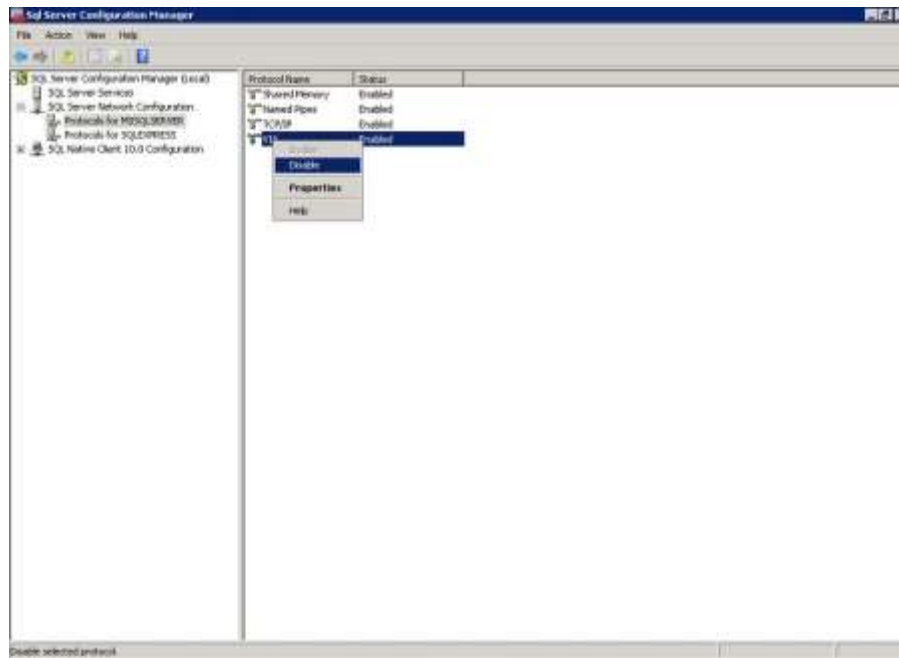 Sql Server Configuration Manager
File Action View Help
SQL Server Configuration Manager (Local)
SQL Server Services
SQL Server Network Configuration
Protocols for MSSQLSERVER
Protocols for SQLEXPRESS
SQL Native Client 10.0 Configuration
Protocol Name Status
Shared Memory Enabled
Named Pipes Enabled
TCP/IP Enabled
VIA Enabled
Enable
Disable
Properties
Help
Disable selected protocol.